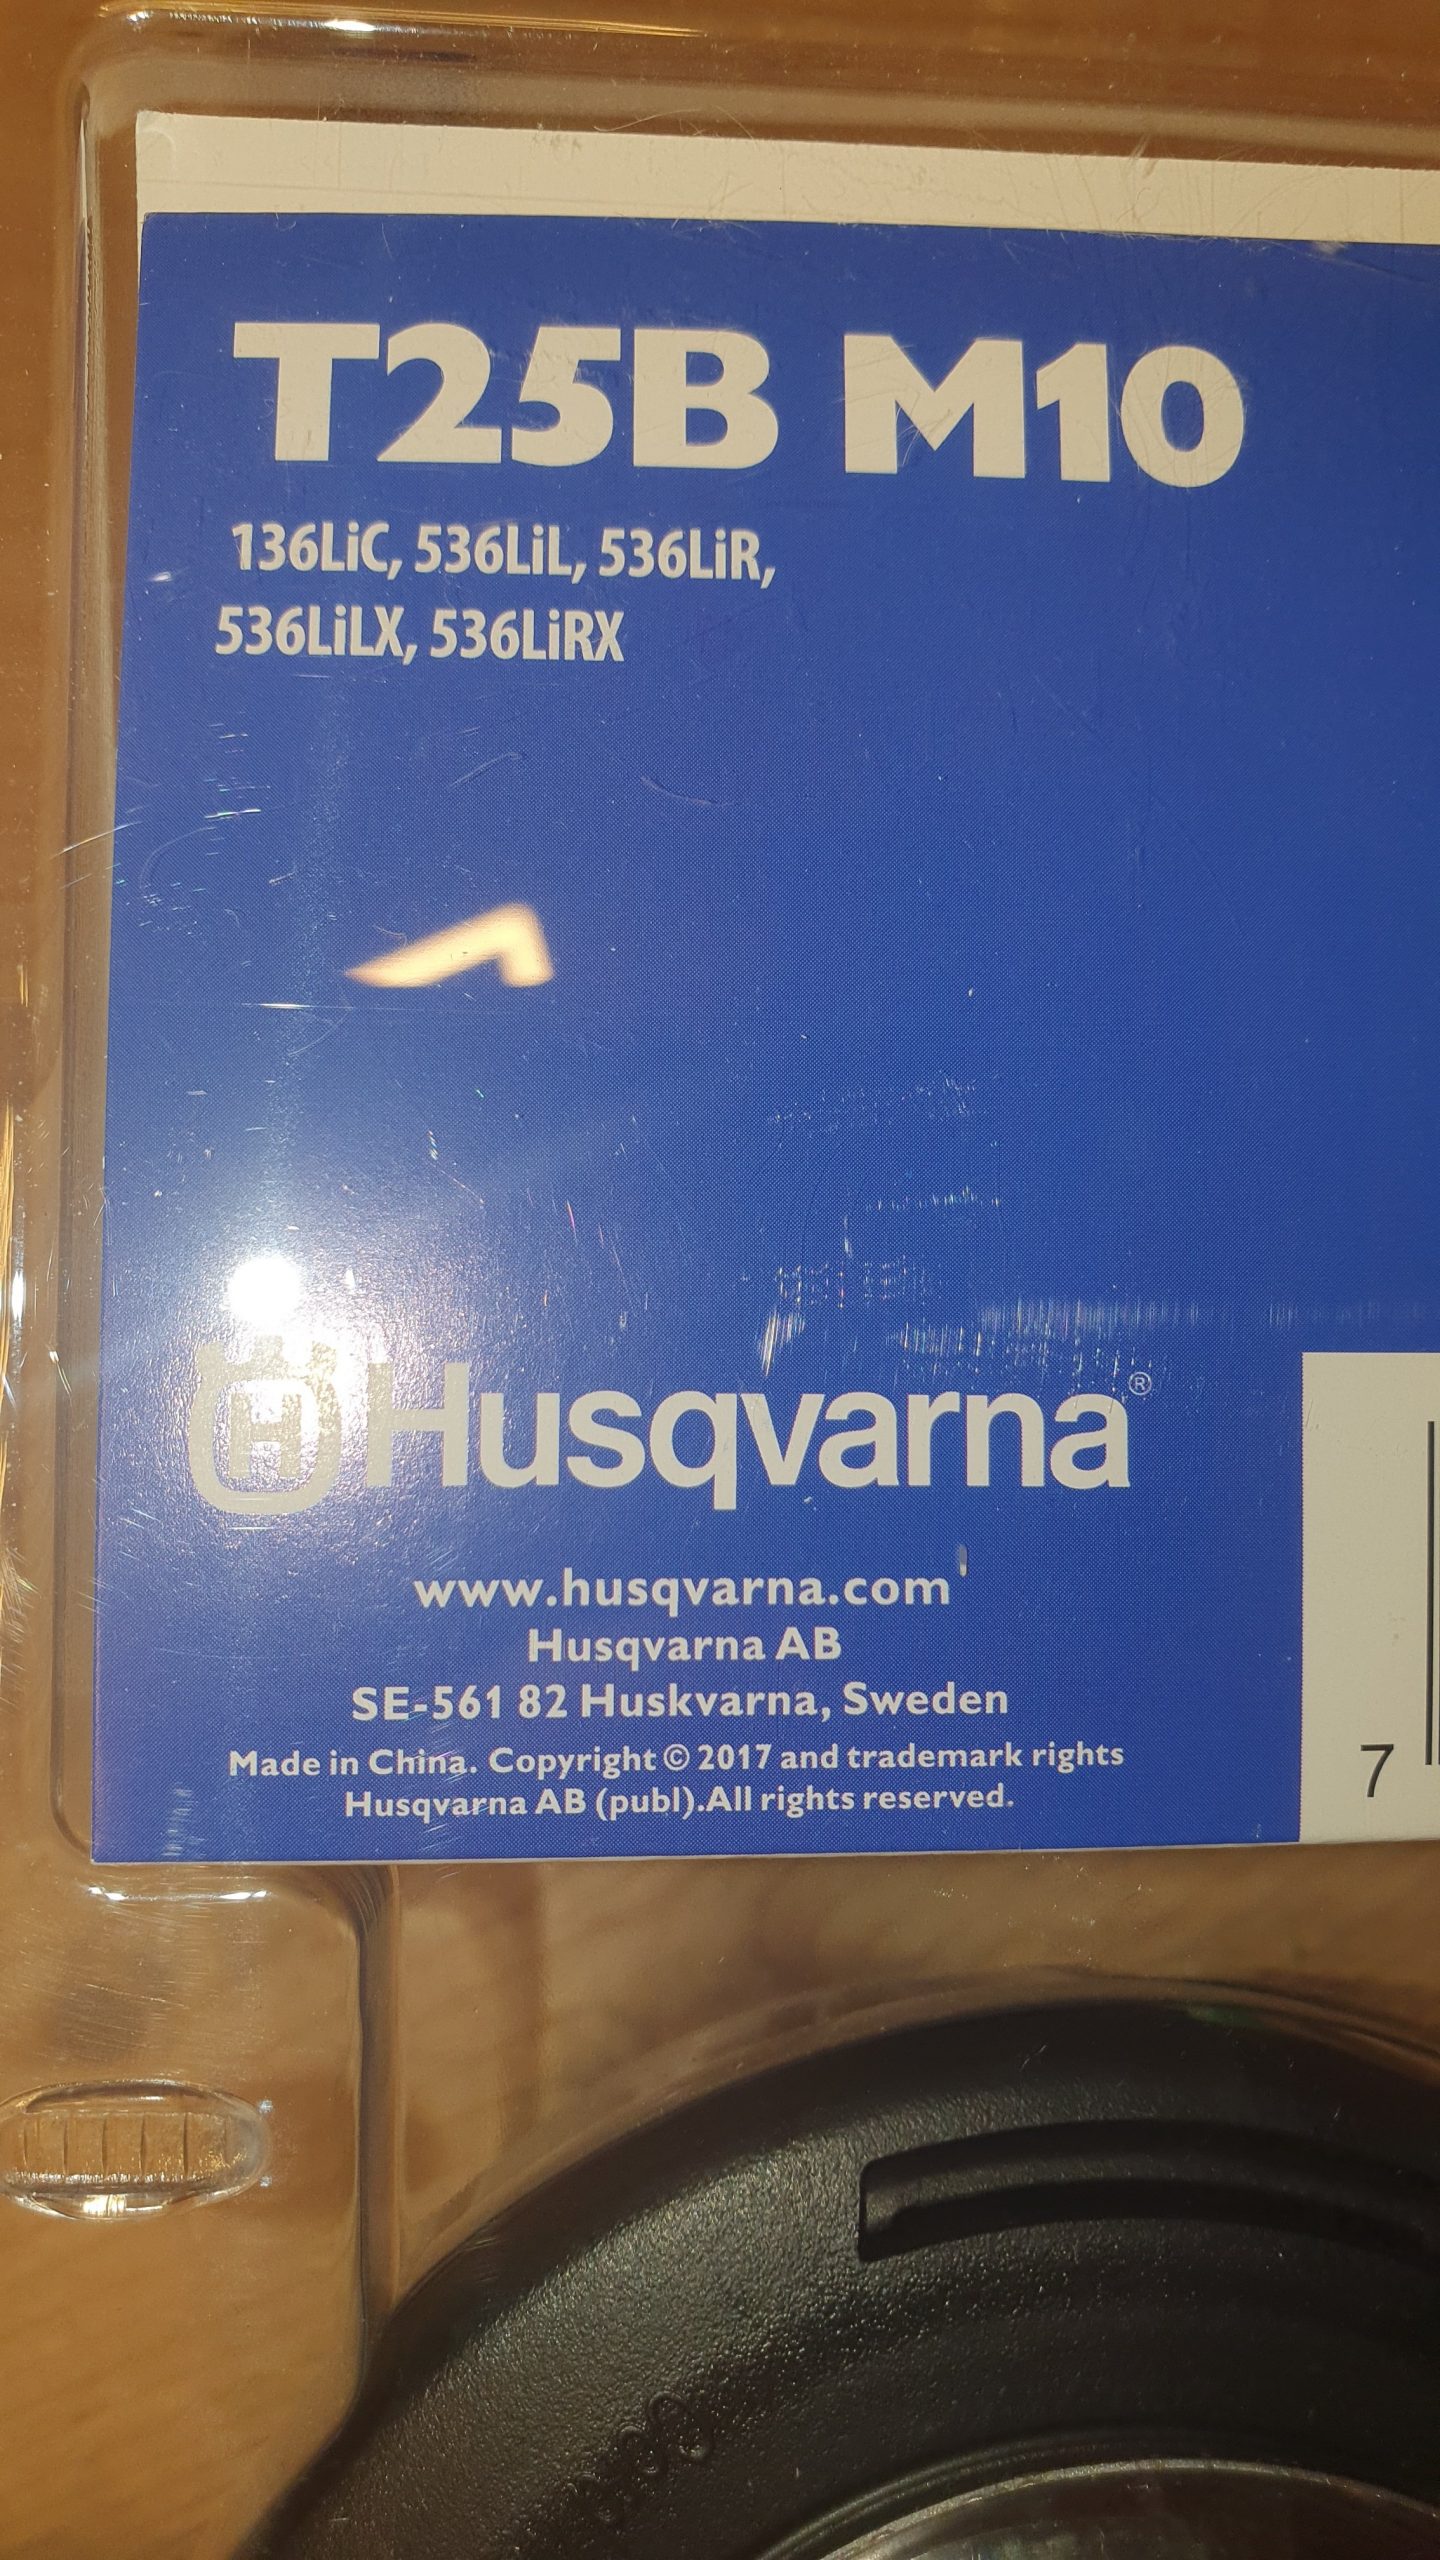 T25B M10
136LiC, 536LiL, 536LiR,
536LiLX, 536LiRX
H Husqvarna®
www.husqvarna.com
Husqvarna AB
SE-561 82 Huskvarna, Sweden
Made in China. Copyright © 2017 and trademark rights
Husqvarna AB (publ).All rights reserved.
7